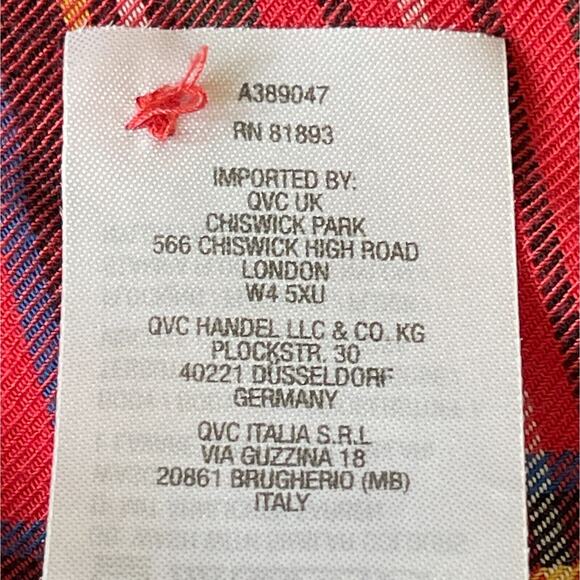 A389047
RN 81893
IMPORTED BY:
QVC UK
CHISWICK PARK
566 CHISWICK HIGH ROAD
LONDON
W4 5XU
QVC HANDEL LLC & CO. KG
PLOCKSTR. 30
40221 DÜSSELDORF
GERMANY
QVC ITALIA S.R.L
VIA GUZZINA 18
20861 BRUGHERIO (MB)
ITALY